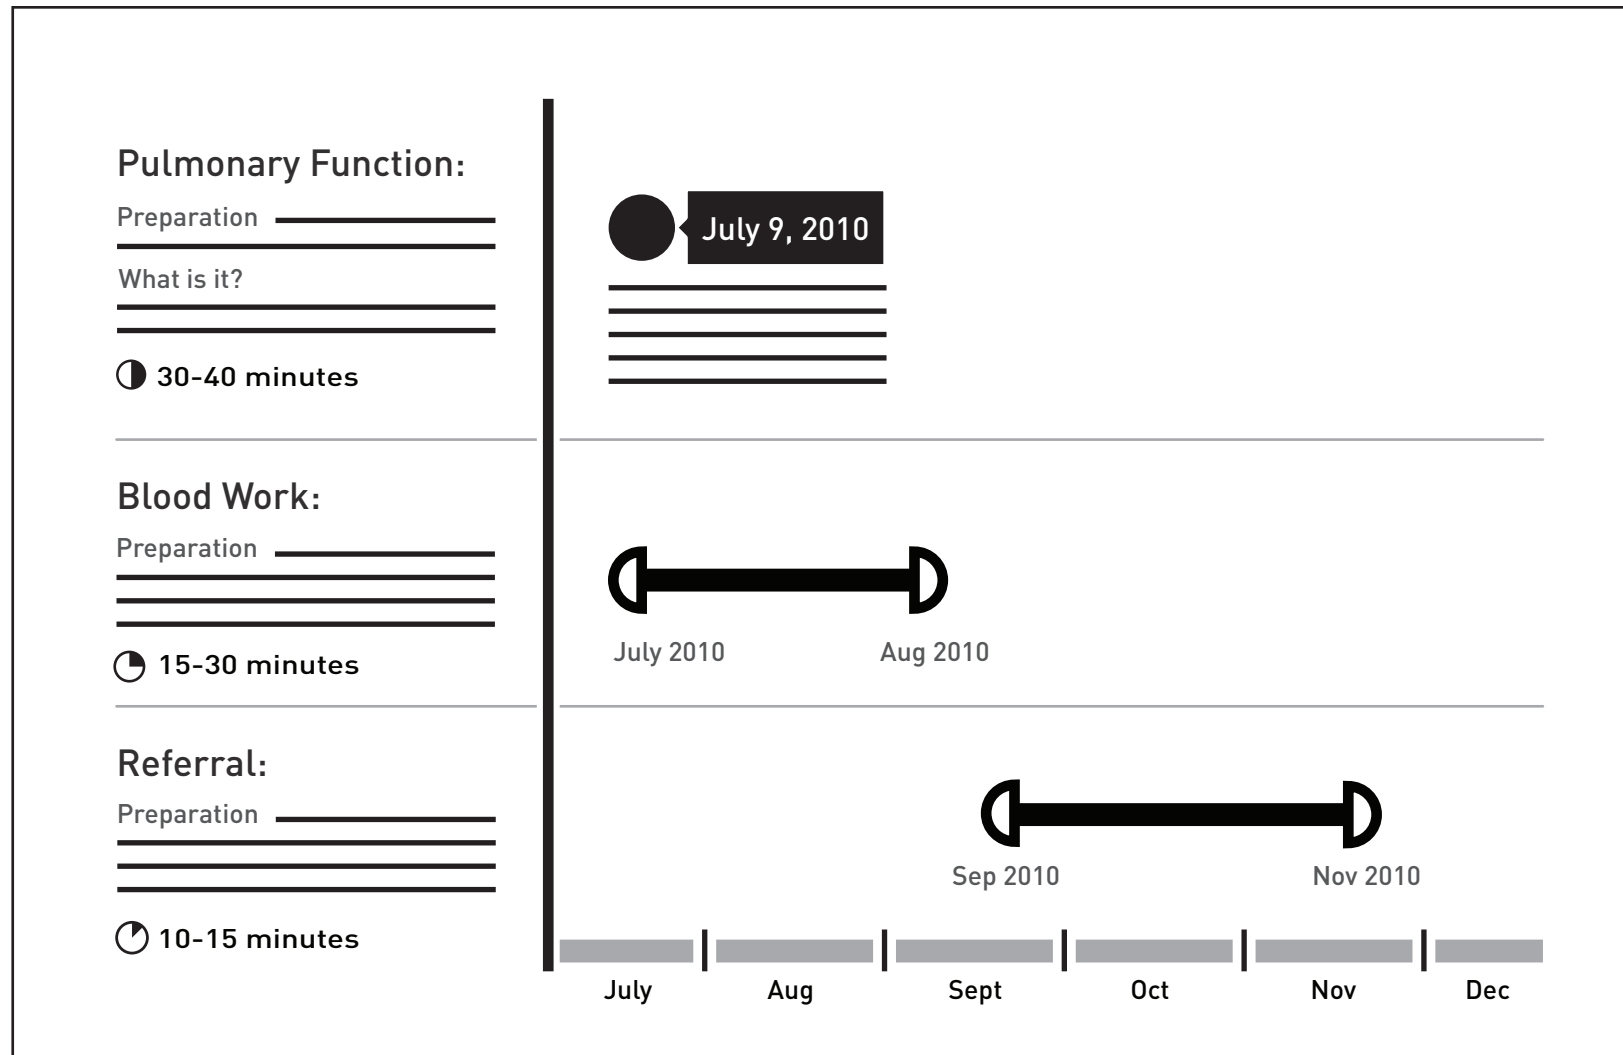 Pulmonary Function:
Preparation
What is it?
30-40 minutes
July 9, 2010
Blood Work:
Preparation
15-30 minutes
July 2010
Aug 2010
Referral:
Preparation
10-15 minutes
Sep 2010
Nov 2010
July
Aug
Sept
Oct
Nov
Dec